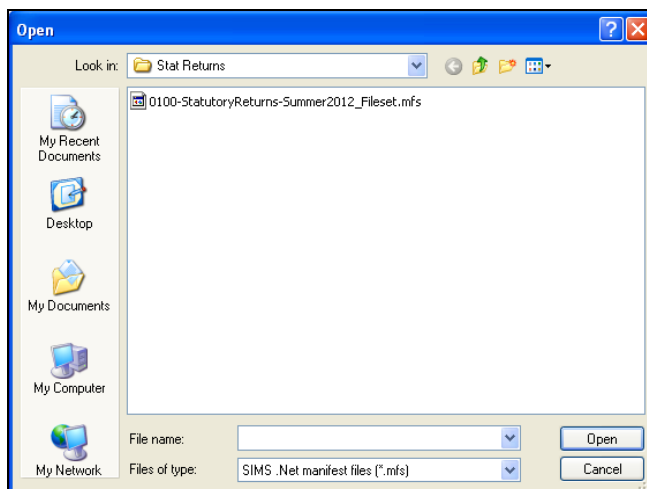 Open
Look in:
Stat Returns
0100-StatutoryReturns-Summer2012_Fileset.mfs
My Recent
Documents
Desktop
My Documents
My Computer
My Network
File name:
Open
Files of type:
SIMS .Net manifest files (*.mfs)
Cancel